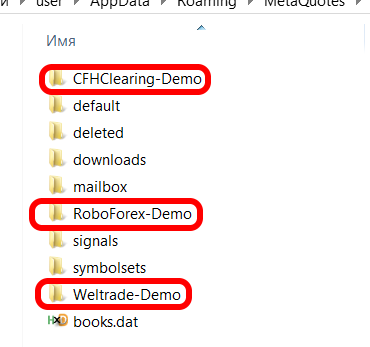 и › user › AppData › Roaming › MetaQuotes ›
Имя
CFHClearing-Demo
default
deleted
downloads
mailbox
RoboForex-Demo
signals
symbolsets
Weltrade-Demo
books.dat